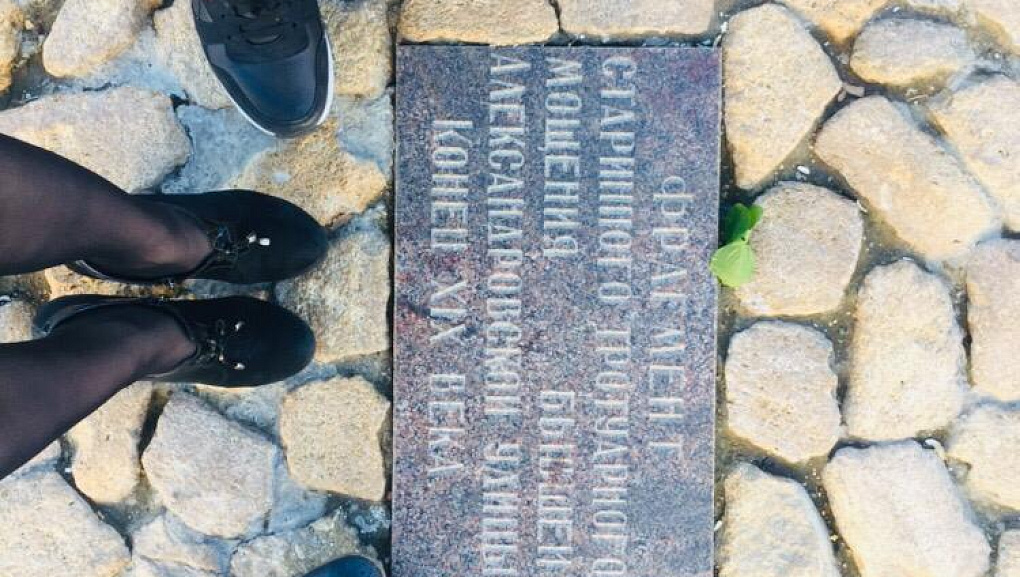 ФРАГМЕНТ
СТАРИННОГО ТРОТУАРНОГО
МОЩЕНИЯ БЫВШЕЙ
АЛЕКСАНДРОВСКОЙ УЛИЦЫ
КОНЕЦ XIX ВЕКА